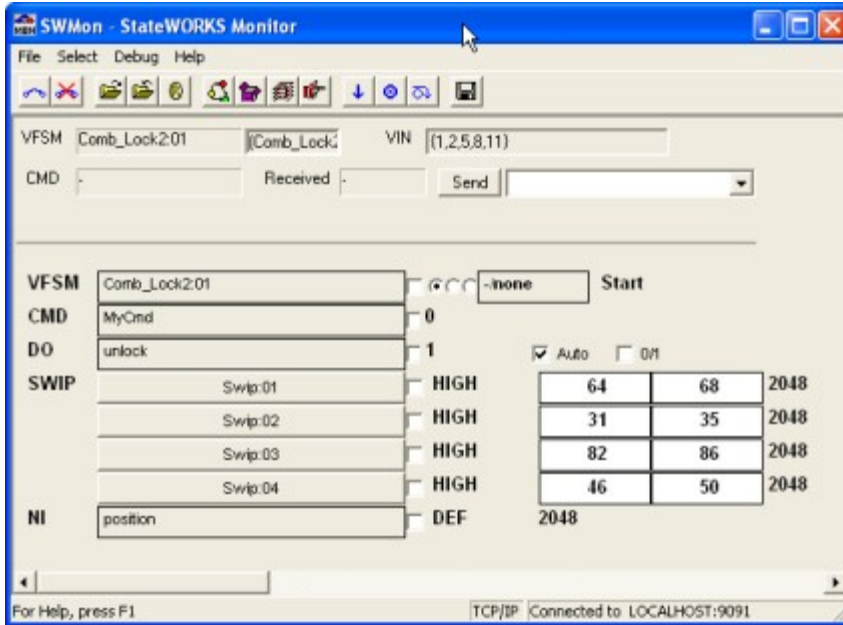 SWMon - StateWORKS Monitor
File Select Debug Help
VFSM Comb_Lock2:01 (Comb_Lock2 VIN {1,2,5,8,11}
CMD - Received - Send
VFSM Comb_Lock2:01 -/none Start
CMD MyCmd 0
DO unlock 1 Auto 0/1
SWIP Swip:01 HIGH 64 68 2048
Swip:02 HIGH 31 35 2048
Swip:03 HIGH 82 86 2048
Swip:04 HIGH 46 50 2048
NI position DEF 2048
For Help, press F1 TCP/IP Connected to LOCALHOST:9091